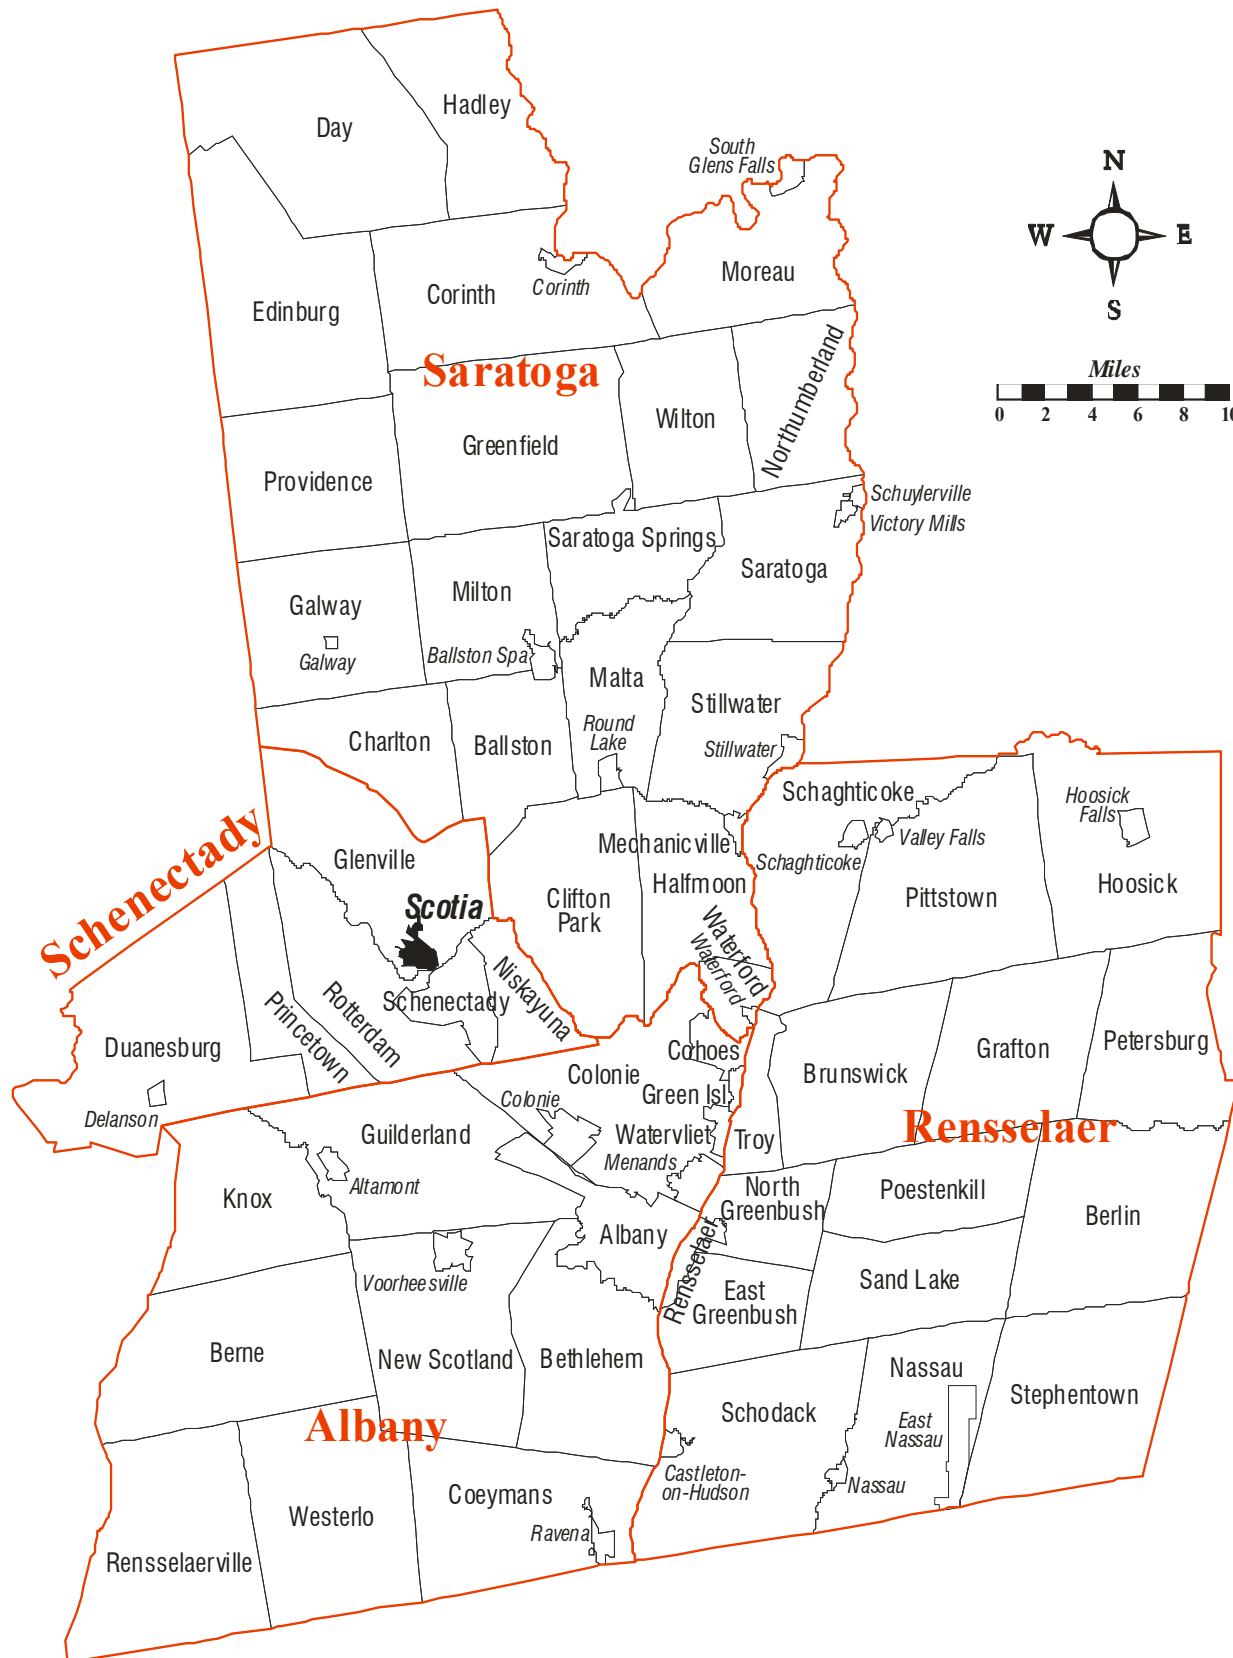 Hadley
Day
South
Glens Falls
N
W
E
S
Moreau
Corinth
Corinth
Edinburg
Miles
0 2 4 6 8 10
Saratoga
Northumberland
Wilton
Greenfield
Providence
Schuylerville
Victory Mills
Saratoga Springs
Saratoga
Milton
Galway
Galway
Ballston Spa
Malta
Stillwater
Round
Lake
Stillwater
Charlton
Ballston
Schaghticoke
Hoosick
Falls
Valley Falls
Schaghticoke
Mechanicville
Halfmoon
Glenville
Schenectady
Scotia
Clifton
Park
Pittstown
Hoosick
Waterford
Waterford
Niskayuna
Schenectady
Rotterdam
Princetown
Duanesburg
Delanson
Cohoes
Colonie
Green Isl.
Colonie
Watervliet
Menands
Troy
Brunswick
Grafton
Petersburg
Rensselaer
Guilderland
Altamont
Knox
North
Greenbush
Poestenkill
Berlin
Albany
Rensselaer
Voorheesville
East
Greenbush
Sand Lake
Berne
New Scotland
Bethlehem
Nassau
Stephentown
Schodack
East
Nassau
Albany
Castleton-
on-Hudson
Nassau
Coeymans
Westerlo
Ravena
Rensselaerville